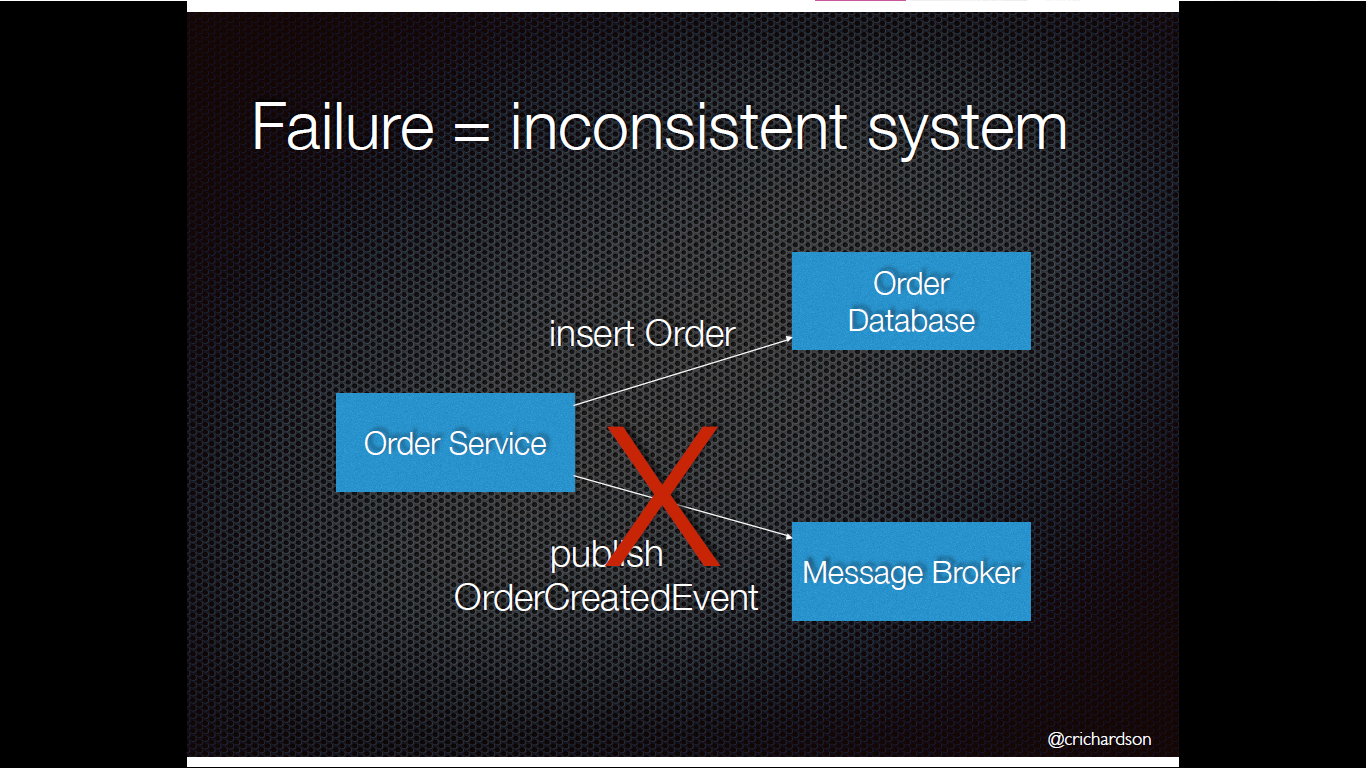 Failure = inconsistent system
Order
Database
insert Order
Order Service
X
publish
OrderCreatedEvent
Message Broker
@crichardson